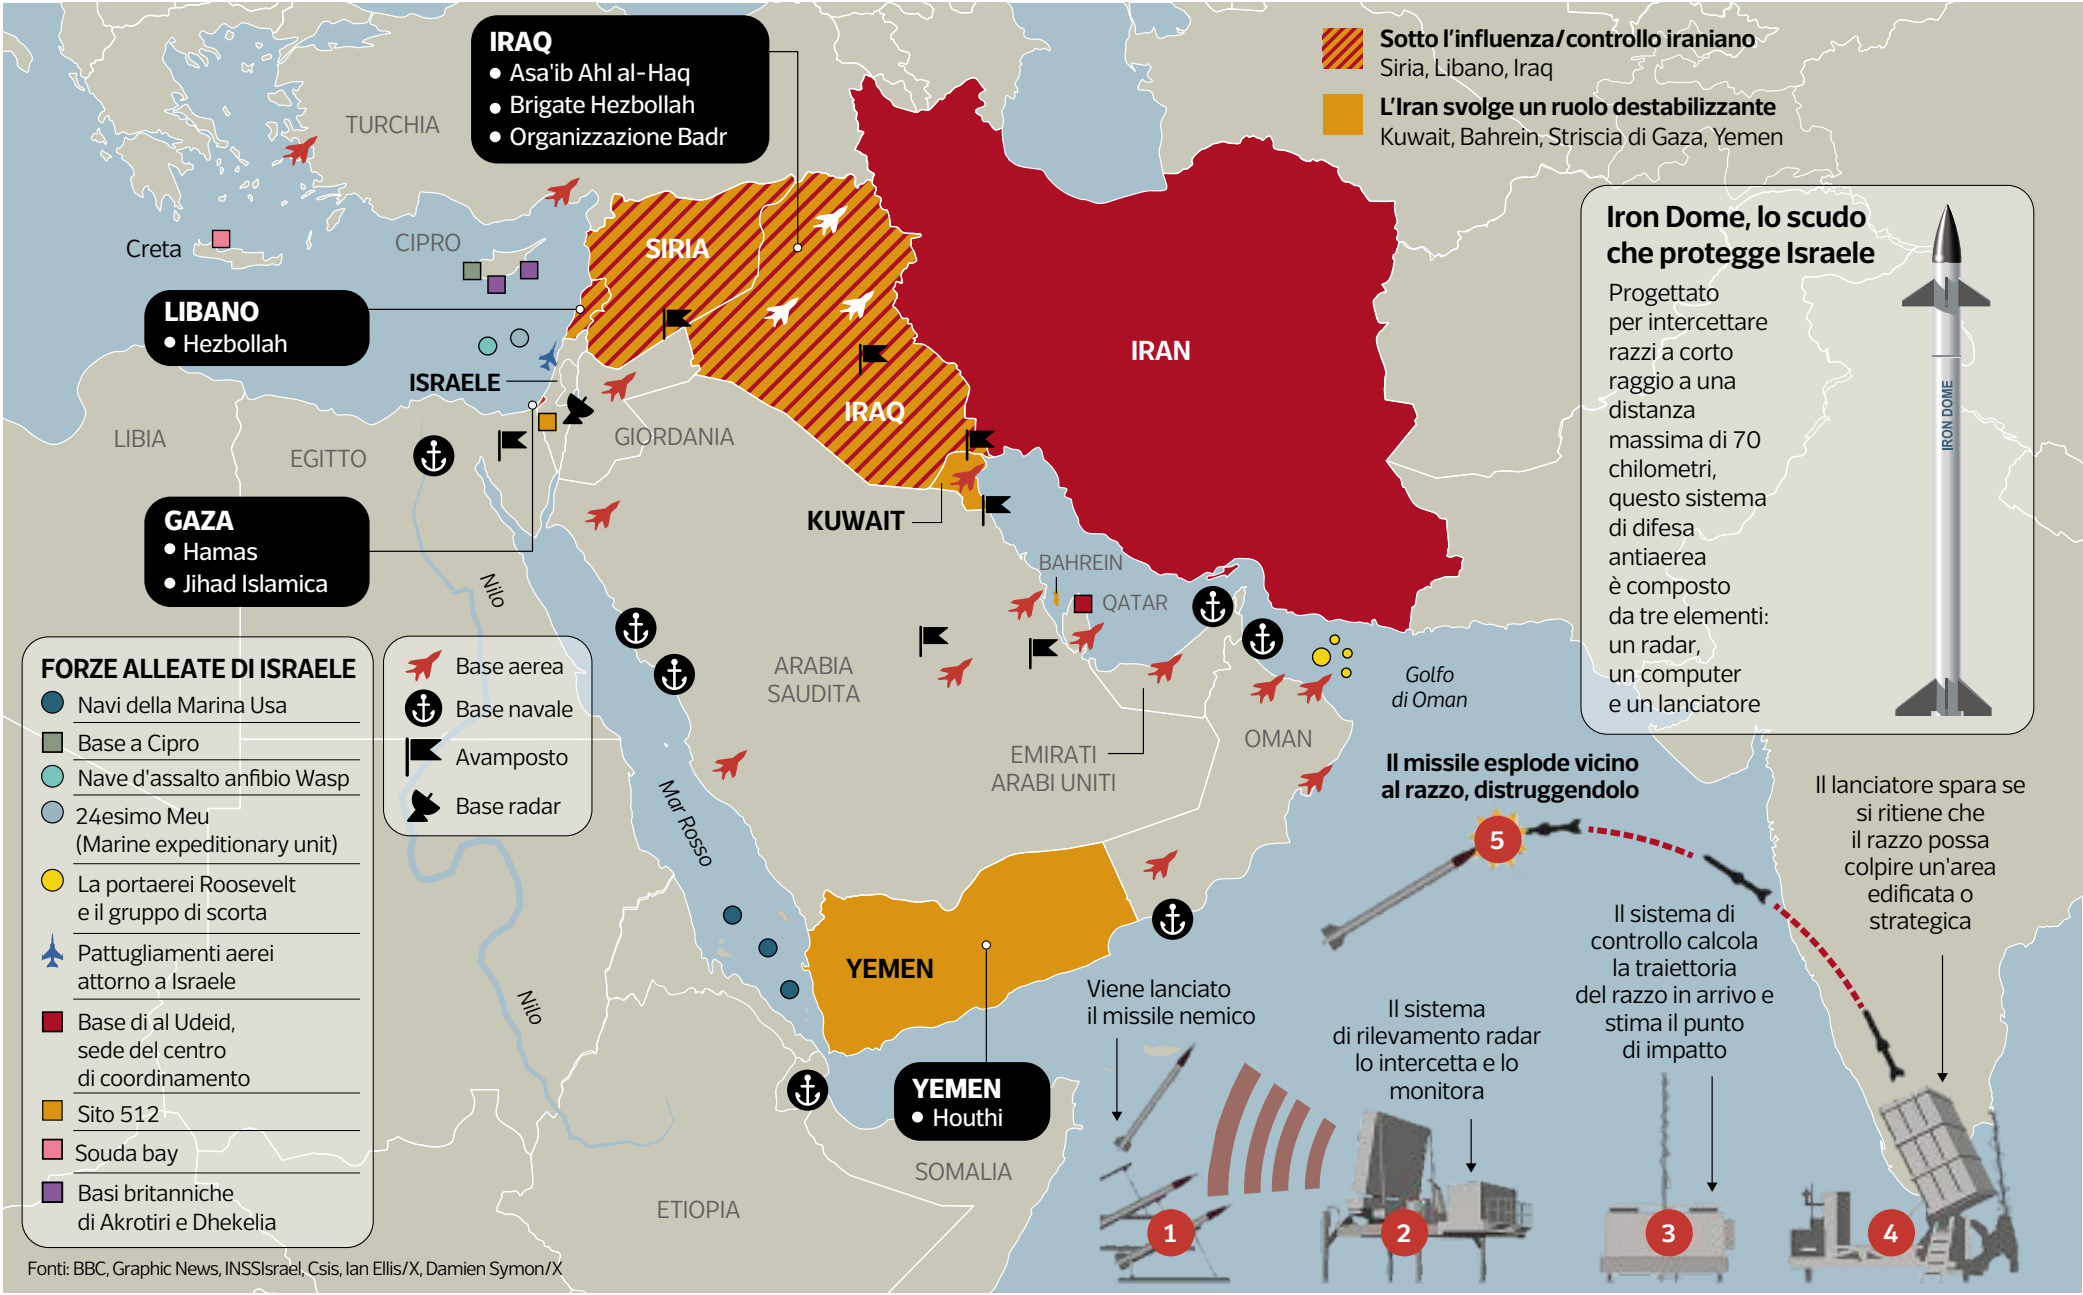 IRAQ
• Asa'ib Ahl al-Haq
• Brigate Hezbollah
• Organizzazione Badr
Sotto l'influenza/controllo iraniano
Siria, Libano, Iraq
L'Iran svolge un ruolo destabilizzante
Kuwait, Bahrein, Striscia di Gaza, Yemen
TURCHIA
Creta
CIPRO
SIRIA
IRAN
LIBANO
• Hezbollah
ISRAELE
IRAQ
LIBIA
EGITTO
GIORDANIA
GAZA
• Hamas
• Jihad Islamica
KUWAIT
BAHREIN
QATAR
Nilo
ARABIA
SAUDITA
EMIRATI
ARABI UNITI
OMAN
Golfo
di Oman
Mar Rosso
Nilo
YEMEN
YEMEN
• Houthi
SOMALIA
ETIOPIA
Iron Dome, lo scudo
che protegge Israele
Progettato
per intercettare
razzi a corto
raggio a una
distanza
massima di 70
chilometri,
questo sistema
di difesa
antiaerea
è composto
da tre elementi:
un radar,
un computer
e un lanciatore
IRON DOME
FORZE ALLEATE DI ISRAELE
Navi della Marina Usa
Base a Cipro
Nave d'assalto anfibio Wasp
24esimo Meu
(Marine expeditionary unit)
La portaerei Roosevelt
e il gruppo di scorta
Pattugliamenti aerei
attorno a Israele
Base di al Udeid,
sede del centro
di coordinamento
Sito 512
Souda bay
Basi britanniche
di Akrotiri e Dhekelia
Base aerea
Base navale
Avamposto
Base radar
Viene lanciato
il missile nemico
1
Il sistema
di rilevamento radar
lo intercetta e lo
monitora
2
Il sistema di
controllo calcola
la traiettoria
del razzo in arrivo e
stima il punto
di impatto
3
Il lanciatore spara se
si ritiene che
il razzo possa
colpire un'area
edificata o
strategica
4
Il missile esplode vicino
al razzo, distruggendolo
5
Fonti: BBC, Graphic News, INSSIsrael, Csis, Ian Ellis/X, Damien Symon/X